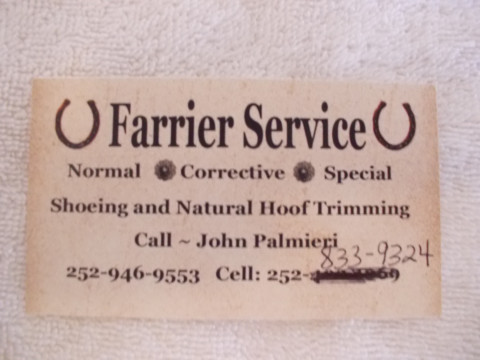 Farrier Service
Normal Corrective Special
Shoeing and Natural Hoof Trimming
Call ~ John Palmieri
833-9324
252-946-9553 Cell: 252-